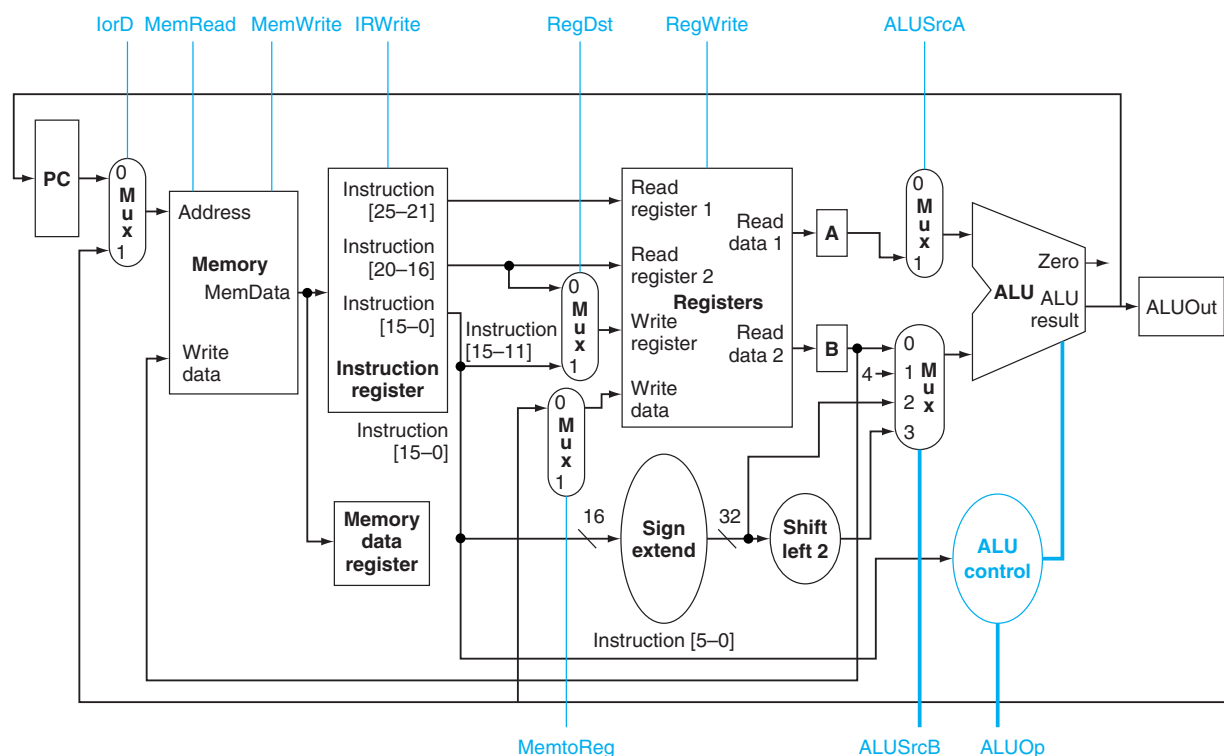 IorD MemRead MemWrite IRWrite RegDst RegWrite ALUSrcA
PC
0
M
u
x
1
Address
Memory
MemData
Write
data
Instruction
[25–21]
Instruction
[20–16]
Instruction
[15–0]
Instruction
register
Instruction
[15–11]
Instruction
[15–0]
0
M
u
x
1
0
M
u
x
1
Read
register 1
Read
register 2
Registers
Write
register
Write
data
Read
data 1
Read
data 2
A
B
0
M
u
x
1
4
0
1
2
3
M
u
x
Zero
ALU
ALU
result
ALUOut
Memory
data
register
16
Sign
extend
32
Shift
left 2
ALU
control
Instruction [5–0]
MemtoReg ALUSrcB ALUOp